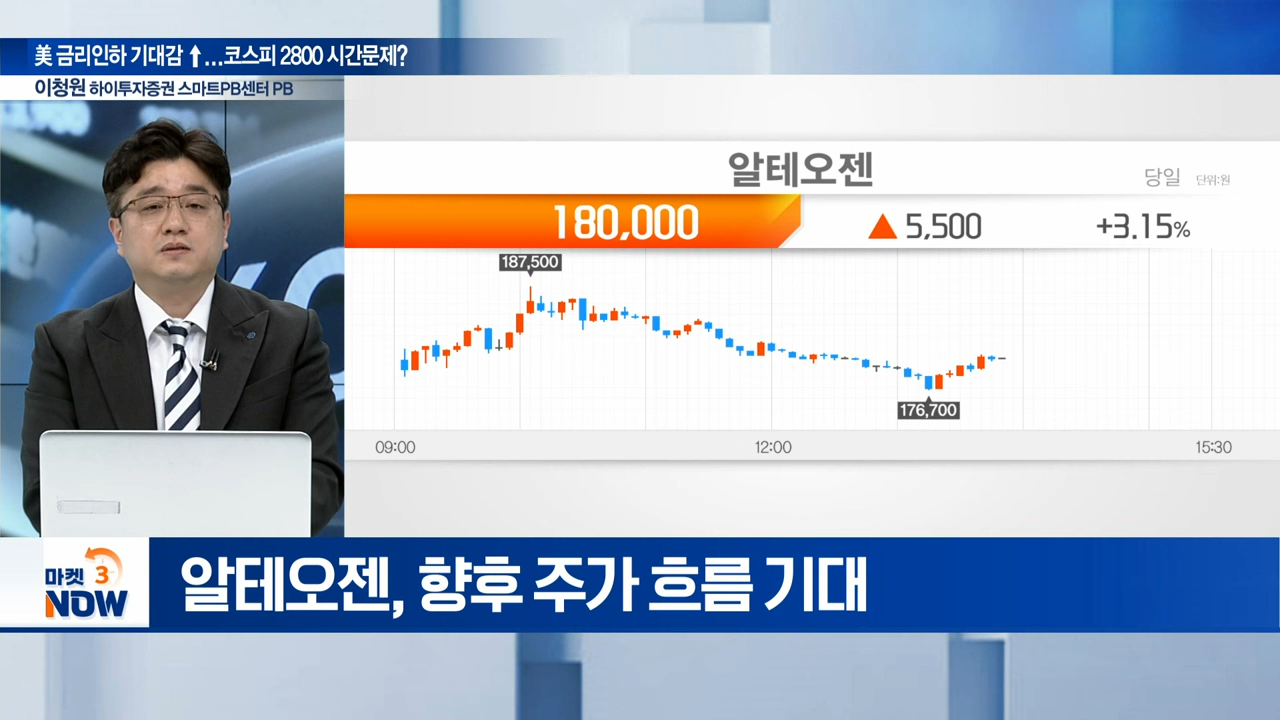 美 금리인하 기대감↑…코스피 2800 시간문제?
이청원 하이투자증권 스마트PB센터 PB
알테오젠
당일 단위:원
180,000 ▲ 5,500 +3.15%
187,500
176,700
09:00 12:00 15:30
마켓 3
NOW
알테오젠, 향후 주가 흐름 기대